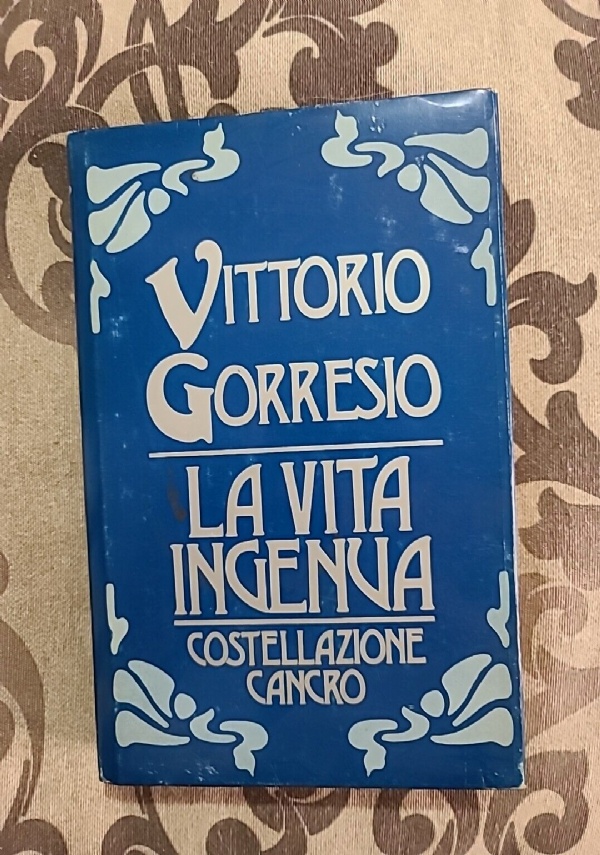 VITTORIO
GORRESIO
LA VITA
INGENUA
COSTELLAZIONE
CANCRO